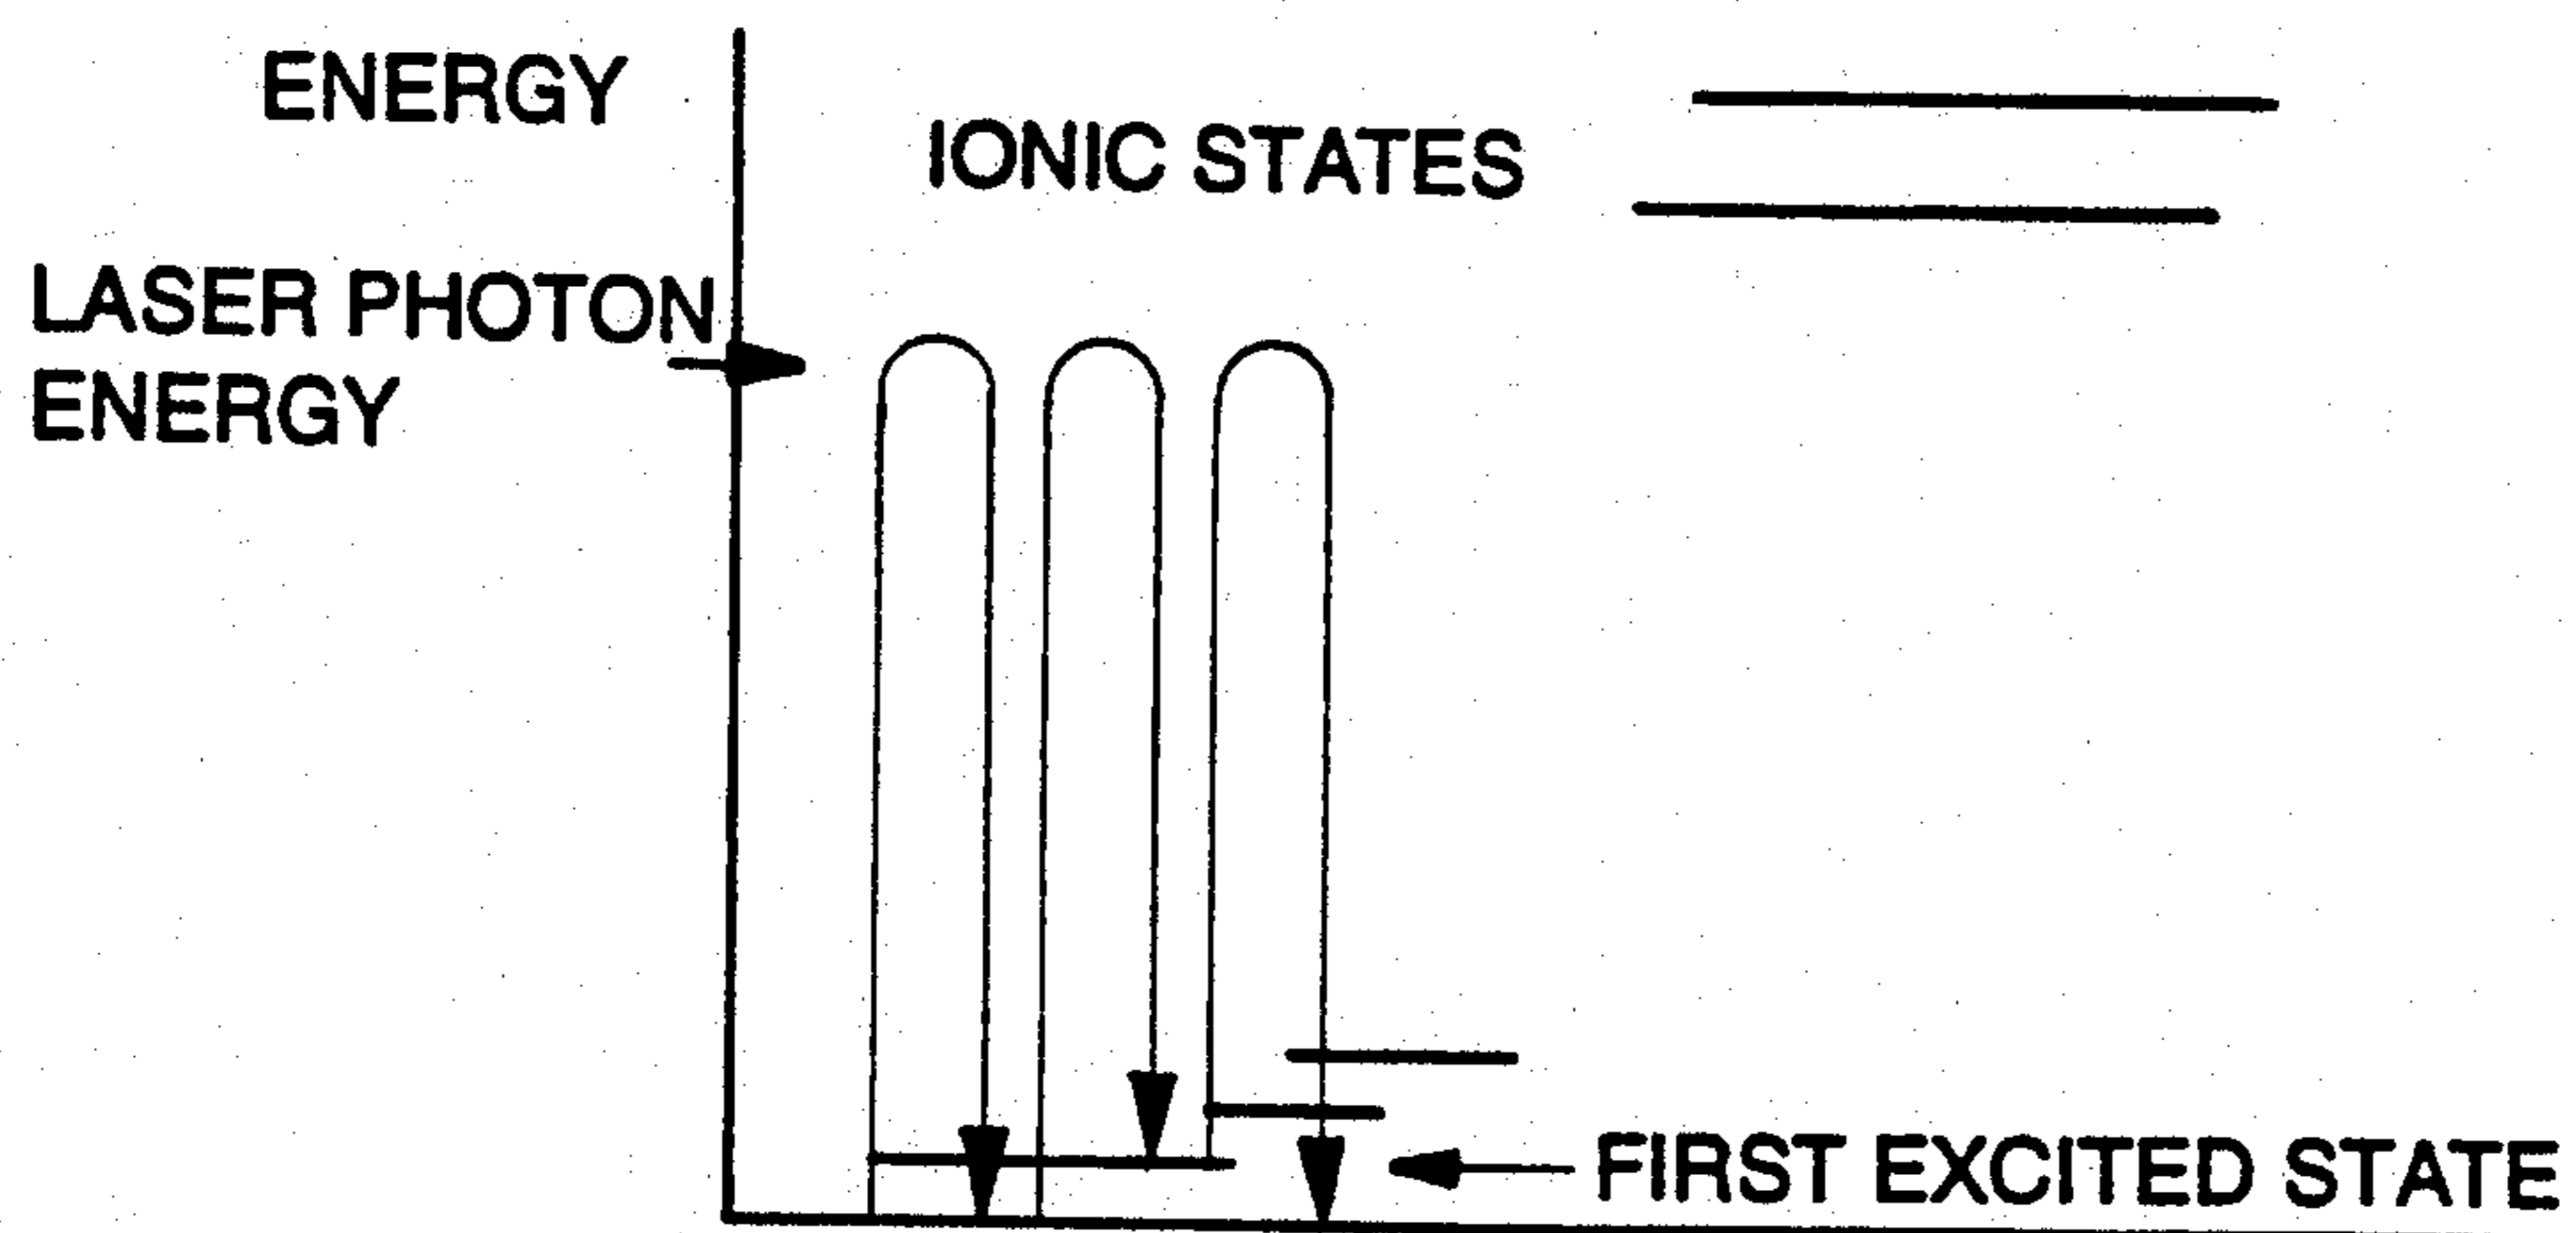 ENERGY
IONIC STATES
LASER PHOTON
ENERGY
FIRST EXCITED STATE